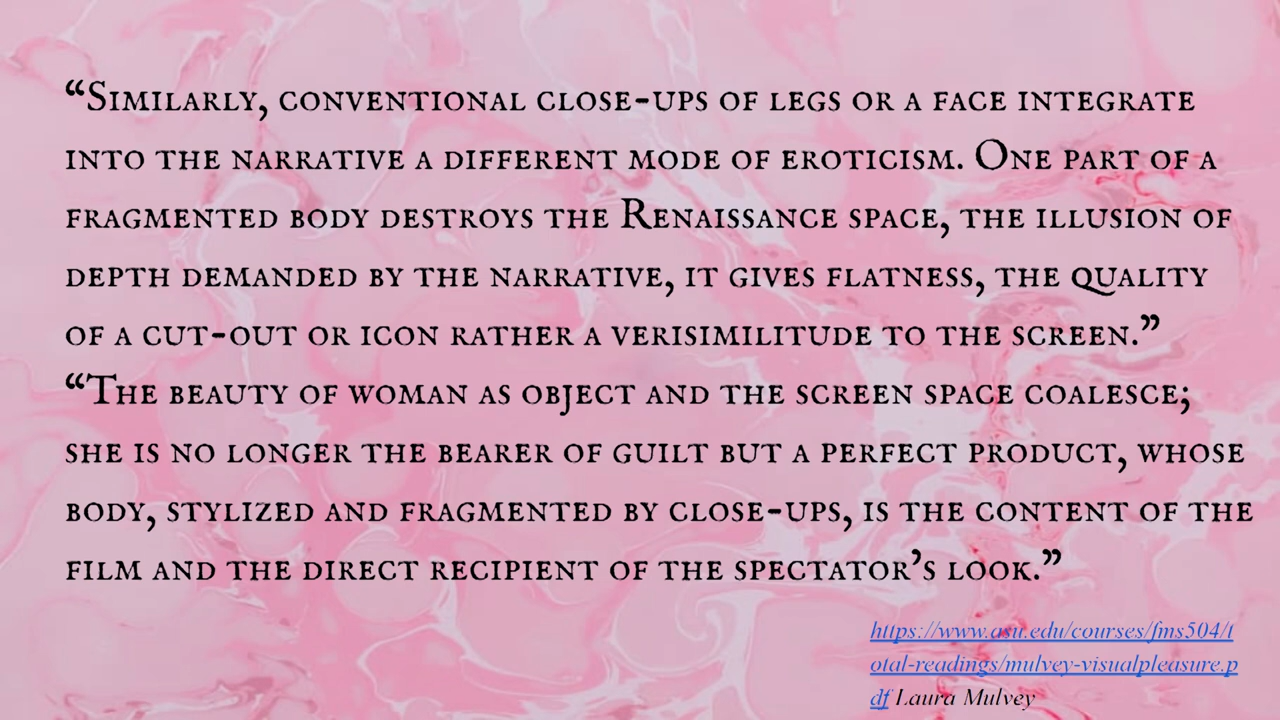 “Similarly, conventional close-ups of legs or a face integrate
into the narrative a different mode of eroticism. One part of a
fragmented body destroys the Renaissance space, the illusion of
depth demanded by the narrative, it gives flatness, the quality
of a cut-out or icon rather a verisimilitude to the screen.”
“The beauty of woman as object and the screen space coalesce;
she is no longer the bearer of guilt but a perfect product, whose
body, stylized and fragmented by close-ups, is the content of the
film and the direct recipient of the spectator’s look.”
https://www.asu.edu/courses/fms504/t
otal-readings/mulvey-visualpleasure.p
df Laura Mulvey